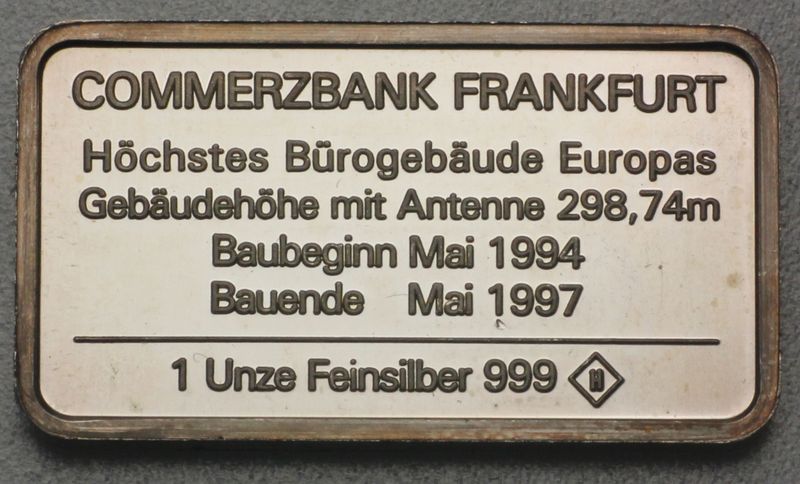 COMMERZBANK FRANKFURT
Höchstes Bürogebäude Europas
Gebäudehöhe mit Antenne 298,74m
Baubeginn Mai 1994
Bauende Mai 1997
1 Unze Feinsilber 999 H